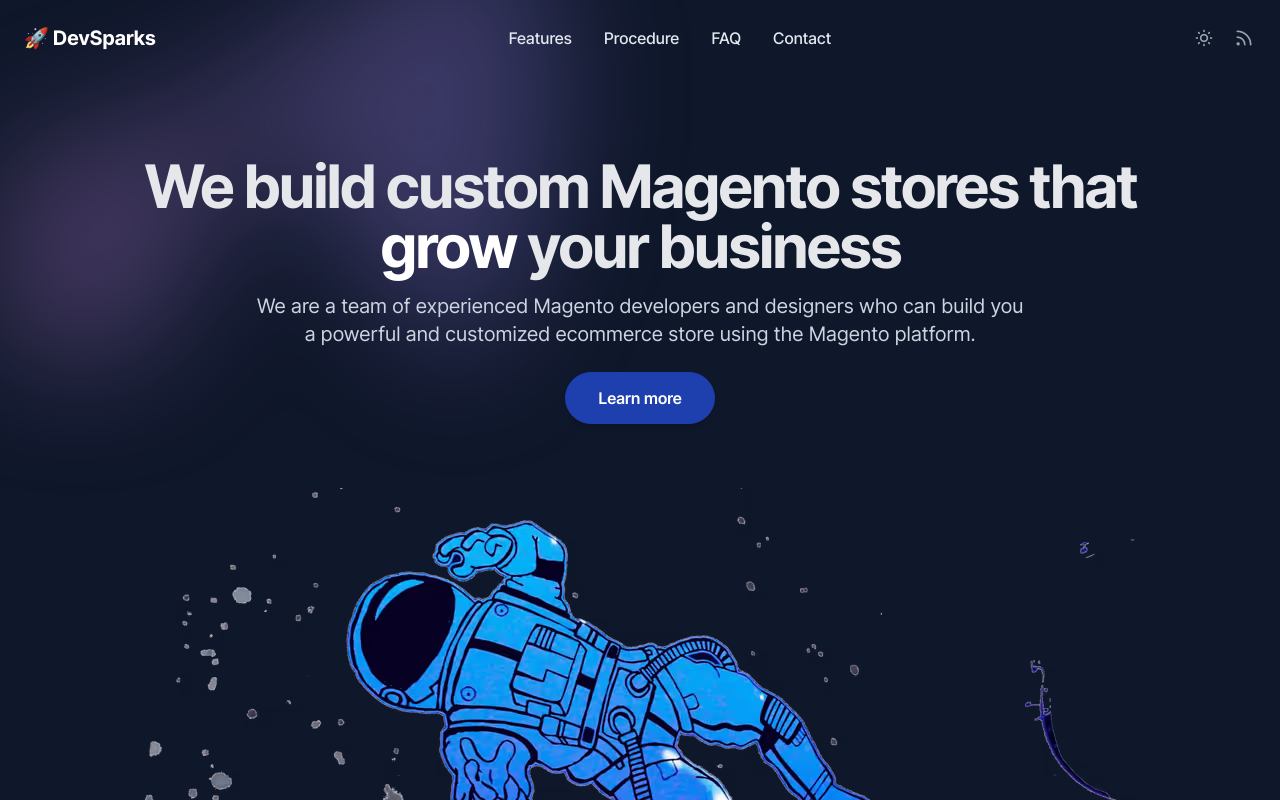 🚀 DevSparks
Features
Procedure
FAQ
Contact
We build custom Magento stores that
grow your business
We are a team of experienced Magento developers and designers who can build you
a powerful and customized ecommerce store using the Magento platform.
Learn more